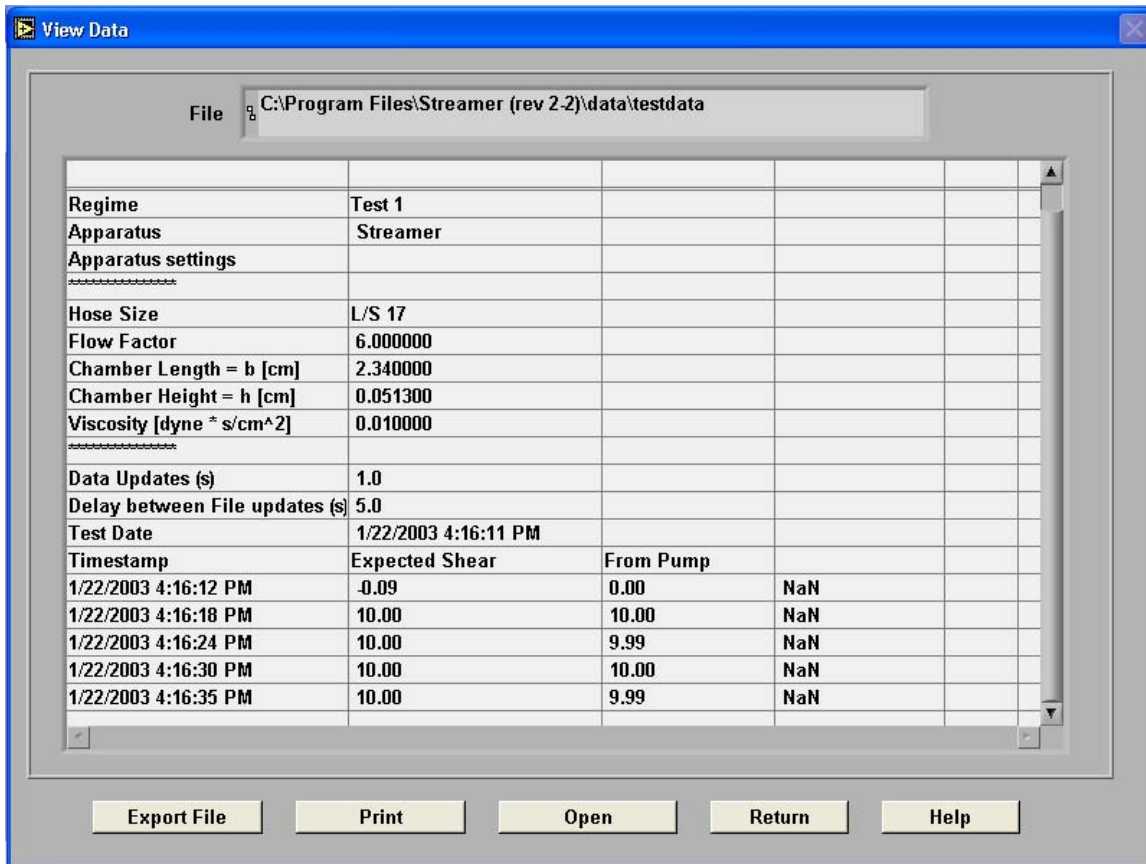 View Data
File C:\Program Files\Streamer (rev 2-2)\data\testdata
Regime Test 1
Apparatus Streamer
Apparatus settings
****************
Hose Size L/S 17
Flow Factor 6.000000
Chamber Length = b [cm] 2.340000
Chamber Height = h [cm] 0.051300
Viscosity [dyne * s/cm^2] 0.010000
****************
Data Updates (s) 1.0
Delay between File updates (s) 5.0
Test Date 1/22/2003 4:16:11 PM
Timestamp Expected Shear From Pump
1/22/2003 4:16:12 PM -0.09 0.00 NaN
1/22/2003 4:16:18 PM 10.00 10.00 NaN
1/22/2003 4:16:24 PM 10.00 9.99 NaN
1/22/2003 4:16:30 PM 10.00 10.00 NaN
1/22/2003 4:16:35 PM 10.00 9.99 NaN
Export File Print Open Return Help